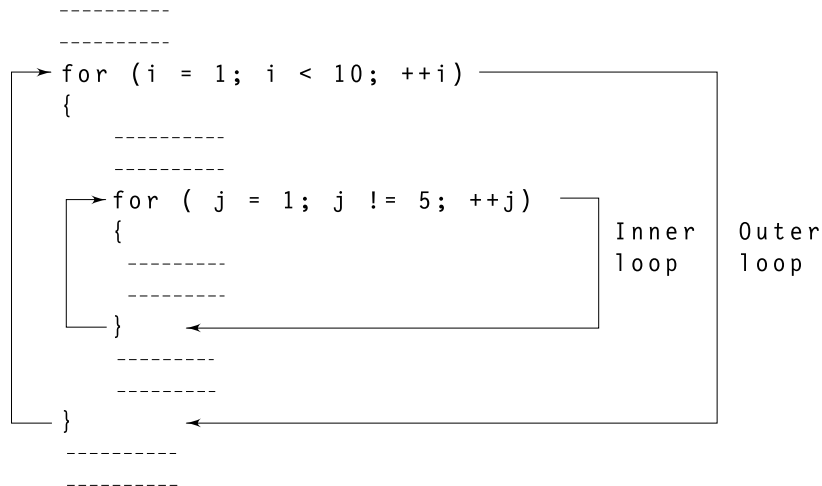 ----------
----------
for (i = 1; i < 10; ++i)
{
----------
----------
for ( j = 1; j != 5; ++j)
{
---------
---------
}
---------
---------
}
----------
----------
Inner
loop
Outer
loop